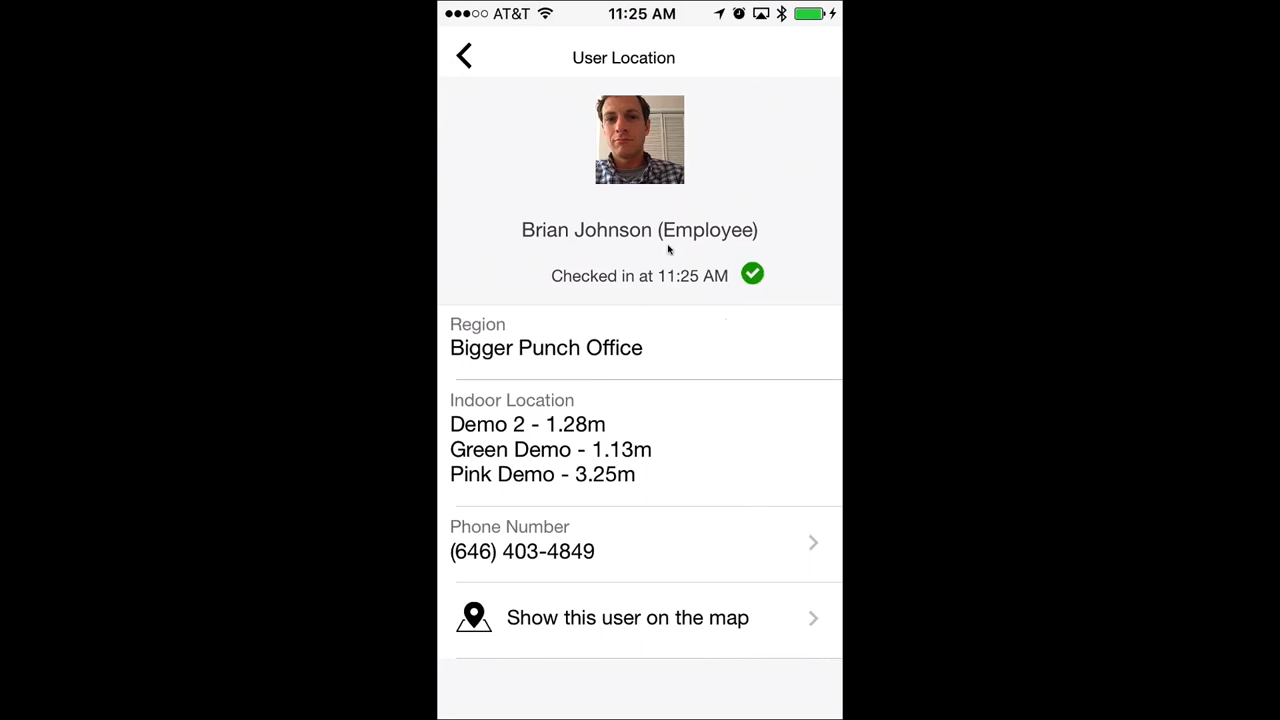 AT&T 11:25 AM
User Location
Brian Johnson (Employee)
Checked in at 11:25 AM
Region
Bigger Punch Office
Indoor Location
Demo 2 - 1.28m
Green Demo - 1.13m
Pink Demo - 3.25m
Phone Number
(646) 403-4849
Show this user on the map